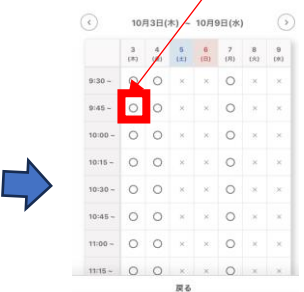 10月3日(木) ~ 10月9日(水)
3 4 5 6 7 8 9
(木) (金) (土) (日) (月) (火) (水)
9:30 ~ ○ ○ × × ○ × ×
9:45 ~ ○ ○ × × ○ × ×
10:00 ~ ○ ○ × × ○ × ×
10:15 ~ ○ ○ × × ○ × ×
10:30 ~ ○ ○ × × ○ × ×
10:45 ~ ○ ○ × × ○ × ×
11:00 ~ ○ ○ × × ○ × ×
11:15 ~ ○ ○ × × ○ × ×
戻る